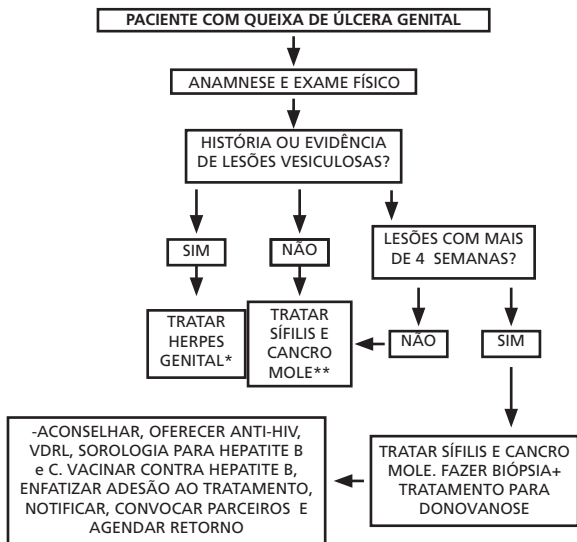 PACIENTE COM QUEIXA DE ÚLCERA GENITAL
ANAMNESE E EXAME FÍSICO
HISTÓRIA OU EVIDÊNCIA
DE LESÕES VESICULOSAS?
SIM
NÃO
LESÕES COM MAIS
DE 4 SEMANAS?
TRATAR
HERPES
GENITAL*
TRATAR
SÍFILIS E
CANCRO
MOLE**
NÃO
SIM
-ACONSELHAR, OFERECER ANTI-HIV,
VDRL, SOROLOGIA PARA HEPATITE B
e C. VACINAR CONTRA HEPATITE B,
ENFATIZAR ADESÃO AO TRATAMENTO,
NOTIFICAR, CONVOCAR PARCEIROS E
AGENDAR RETORNO
TRATAR SÍFILIS E CANCRO
MOLE. FAZER BIÓPSIA+
TRATAMENTO PARA
DONOVANOSE